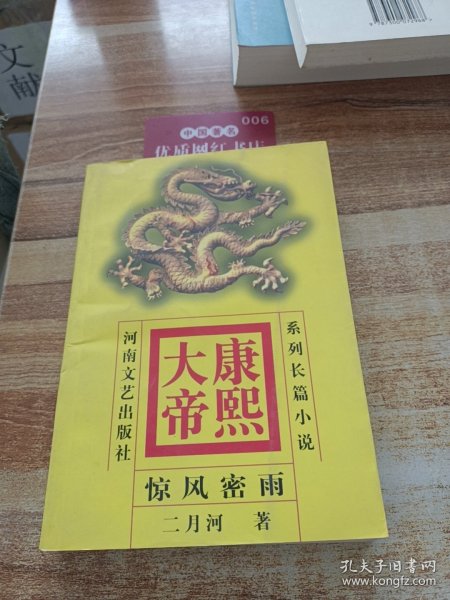 006
中国著名
优质网红书店
文
献
系列长篇小说
康熙
大帝
河南文艺出版社
惊风密雨
二月河 著
孔夫子旧书网
www.kongfz.com